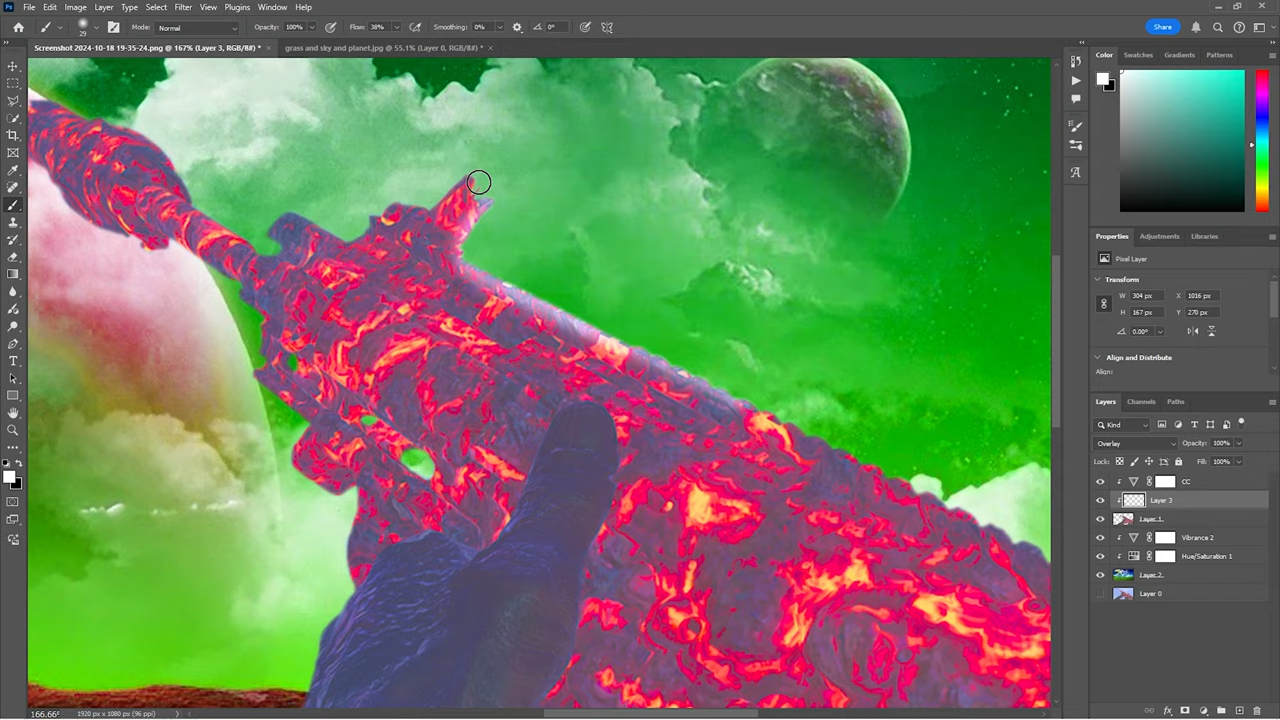 File Edit Image Layer Type Select Filter View Plugins Window Help
29 Mode: Normal Opacity: 100% Flow: 38% Smoothing: 0% 0° Share
Screenshot 2024-10-18 19-35-24.png @ 167% (Layer 3, RGB/8#) * × grass and sky and planet.jpg @ 55.1% (Layer 0, RGB/8#) * ×
Color Swatches Gradients Patterns
Properties Adjustments Libraries
Pixel Layer
Transform
W 304 px X 1016 px
H 167 px Y 270 px
0.00°
Align and Distribute
Align:
Layers Channels Paths
Kind
Overlay Opacity: 100%
Lock: Fill: 100%
CC
Layer 3
Layer 1
Vibrance 2
Hue/Saturation 1
Layer 2
Layer 0
166.66% 1920 px x 1080 px (96 ppi)